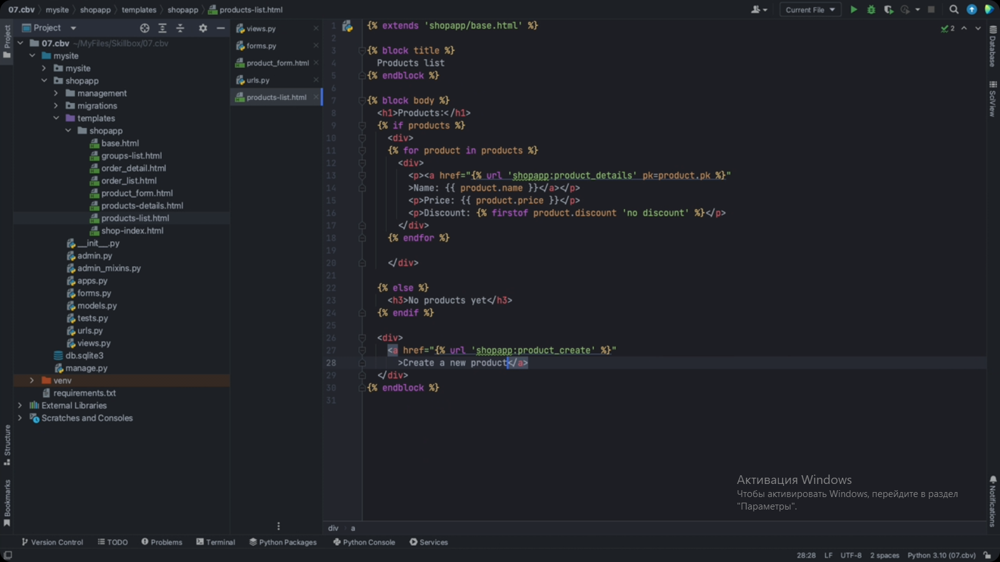 07.cbv mysite shopapp templates shopapp products-list.html
Current File
Project
07.cbv ~/MyFiles/Skillbox/07.cbv
mysite
mysite
shopapp
management
migrations
templates
shopapp
base.html
groups-list.html
order_detail.html
order_list.html
product_form.html
products-details.html
products-list.html
shop-index.html
__init__.py
admin.py
admin_mixins.py
apps.py
forms.py
models.py
tests.py
urls.py
views.py
db.sqlite3
manage.py
venv
requirements.txt
External Libraries
Scratches and Consoles
Project
Structure
Bookmarks
views.py
forms.py
product_form.html
urls.py
products-list.html
1 {% extends 'shopapp/base.html' %}
2
3 {% block title %}
4 Products list
5 {% endblock %}
6
7 {% block body %}
8 <h1>Products:</h1>
9 {% if products %}
10 <div>
11 {% for product in products %}
12 <div>
13 <p><a href="{% url 'shopapp:product_details' pk=product.pk %}"
14 >Name: {{ product.name }}</a></p>
15 <p>Price: {{ product.price }}</p>
16 <p>Discount: {% firstof product.discount 'no discount' %}</p>
17 </div>
18 {% endfor %}
19
20 </div>
21
22 {% else %}
23 <h3>No products yet</h3>
24 {% endif %}
25
26 <div>
27 <a href="{% url 'shopapp:product_create' %}"
28 >Create a new product</a>
29 </div>
30 {% endblock %}
31
2
Database
SciView
Notifications
Активация Windows
Чтобы активировать Windows, перейдите в раздел
"Параметры".
div a
Version Control TODO Problems Terminal Python Packages Python Console Services
28:28 LF UTF-8 2 spaces Python 3.10 (07.cbv)